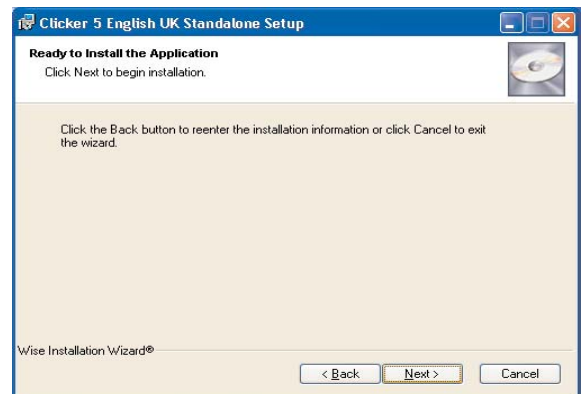 Clicker 5 English UK Standalone Setup
Ready to Install the Application
Click Next to begin installation.
Click the Back button to reenter the installation information or click Cancel to exit
the wizard.
Wise Installation Wizard®
< Back Next > Cancel